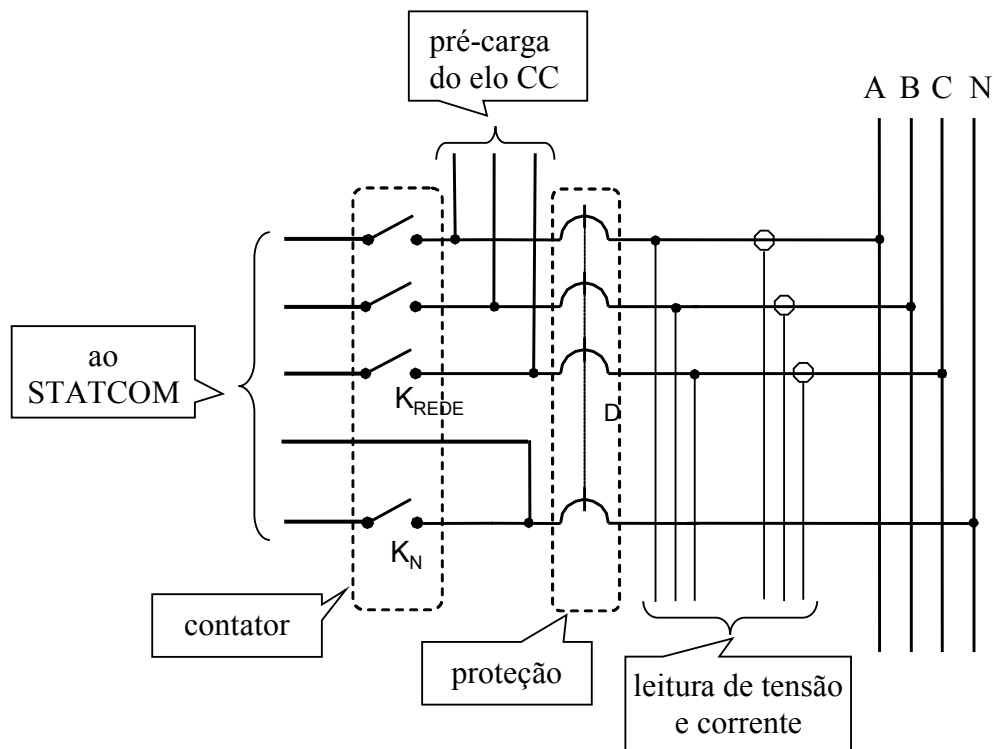 pré-carga
do elo CC
A B C N
ao
STATCOM
K_REDE
D
K_N
contator
proteção
leitura de tensão
e corrente